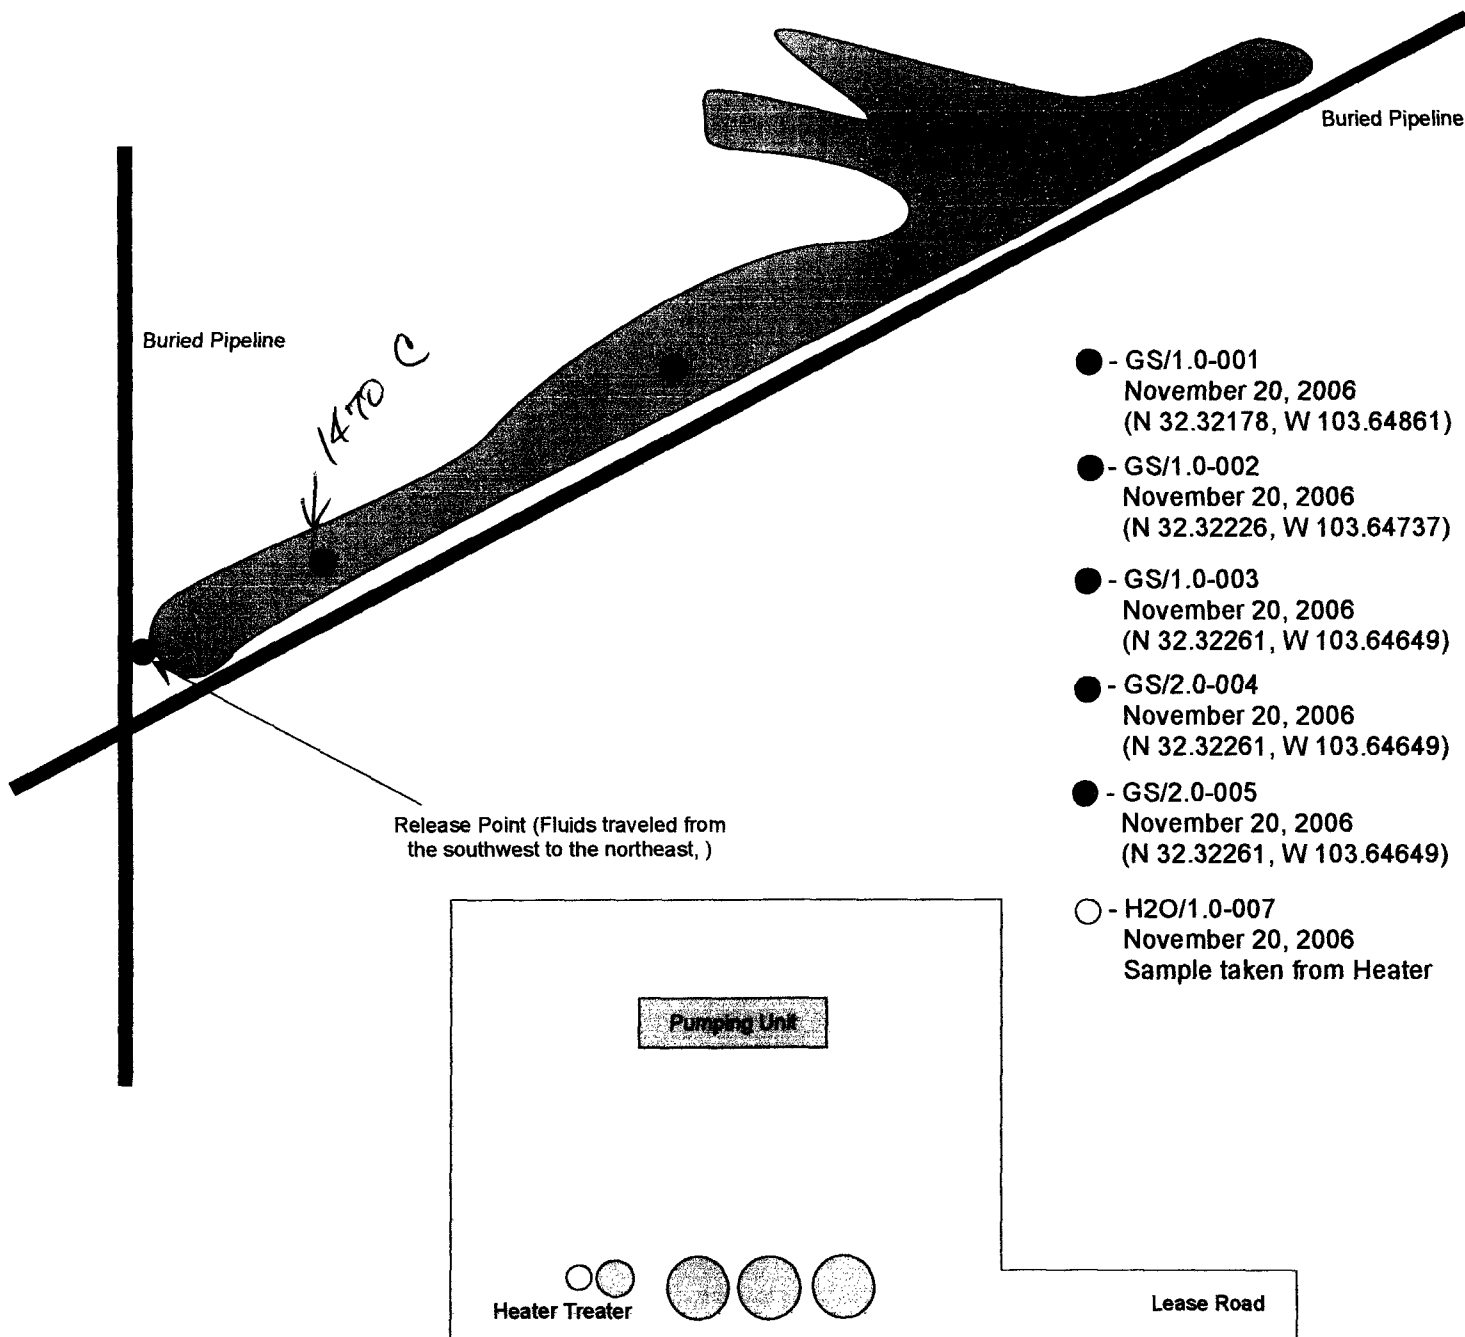 Buried Pipeline
Buried Pipeline
1470 C
- GS/1.0-001
November 20, 2006
(N 32.32178, W 103.64861)
- GS/1.0-002
November 20, 2006
(N 32.32226, W 103.64737)
- GS/1.0-003
November 20, 2006
(N 32.32261, W 103.64649)
- GS/2.0-004
November 20, 2006
(N 32.32261, W 103.64649)
- GS/2.0-005
November 20, 2006
(N 32.32261, W 103.64649)
- H2O/1.0-007
November 20, 2006
Sample taken from Heater
Release Point (Fluids traveled from
the southwest to the northeast, )
Pumping Unit
Heater Treater
Lease Road